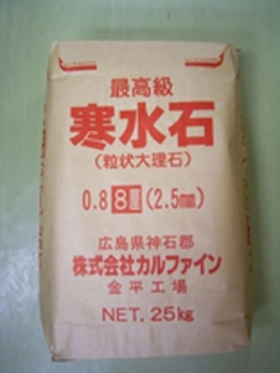 最高級
寒水石
(粒状大理石)
0.8 8厘 (2.5mm)
広島県神石郡
株式会社カルファイン
金平工場
NET. 25kg